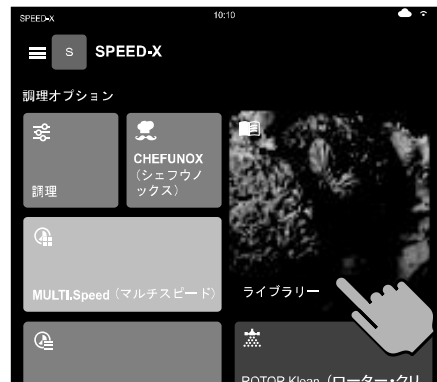 SPEED-X 10:10
S SPEED-X
調理オプション
調理
CHEFUNOX
(シェフウノ
ックス)
MULTI.Speed (マルチスピード)
ライブラリー
ROTOR.Klean (ローター・クリ